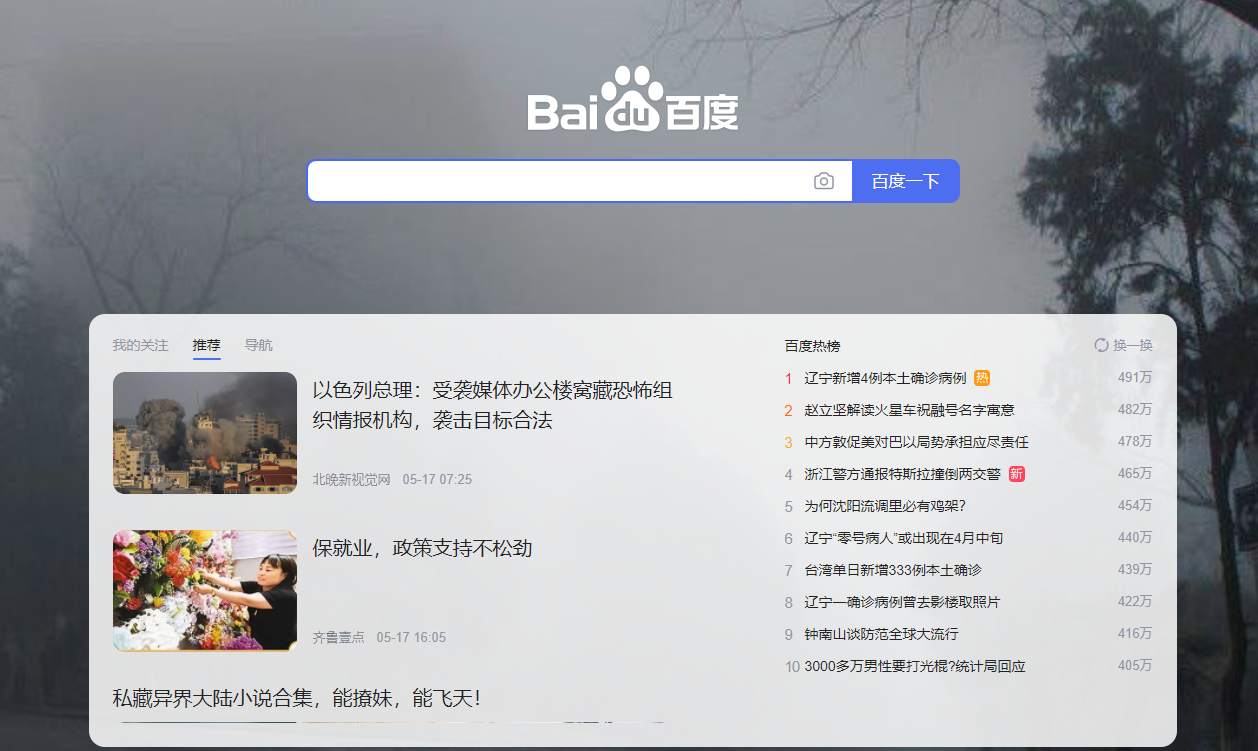 Bai du 百度
百度一下
我的关注 推荐 导航
以色列总理：受袭媒体办公楼窝藏恐怖组
织情报机构，袭击目标合法
北晚新视觉网 05-17 07:25
保就业，政策支持不松劲
齐鲁壹点 05-17 16:05
私藏异界大陆小说合集，能撩妹，能飞天！
百度热榜 换一换
1 辽宁新增4例本土确诊病例 热 491万
2 赵立坚解读火星车祝融号名字寓意 482万
3 中方敦促美对巴以局势承担应尽责任 478万
4 浙江警方通报特斯拉撞倒两交警 新 465万
5 为何沈阳流调里必有鸡架? 454万
6 辽宁“零号病人”或出现在4月中旬 440万
7 台湾单日新增333例本土确诊 439万
8 辽宁一确诊病例曾去影楼取照片 422万
9 钟南山谈防范全球大流行 416万
10 3000多万男性要打光棍?统计局回应 405万